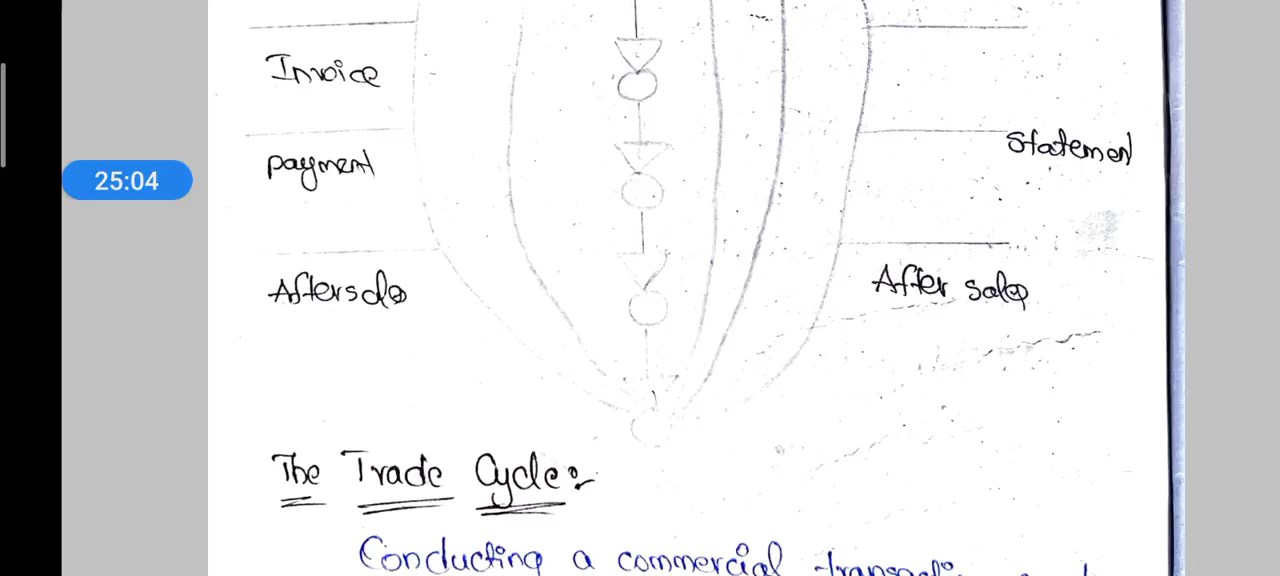 Invoice
Statement
payment
25:04
Aftersale
After sale
The Trade Cycle:-
Conducting a commercial